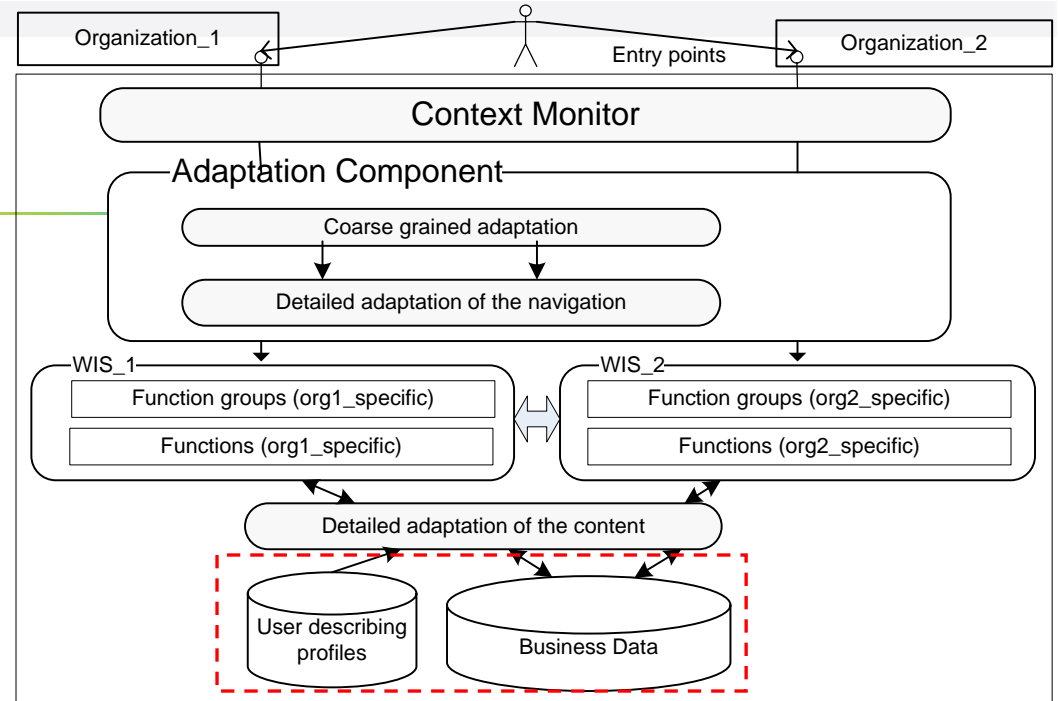 Organization_1
Entry points
Organization_2
Context Monitor
Adaptation Component
Coarse grained adaptation
Detailed adaptation of the navigation
WIS_1
Function groups (org1_specific)
Functions (org1_specific)
WIS_2
Function groups (org2_specific)
Functions (org2_specific)
Detailed adaptation of the content
User describing
profiles
Business Data